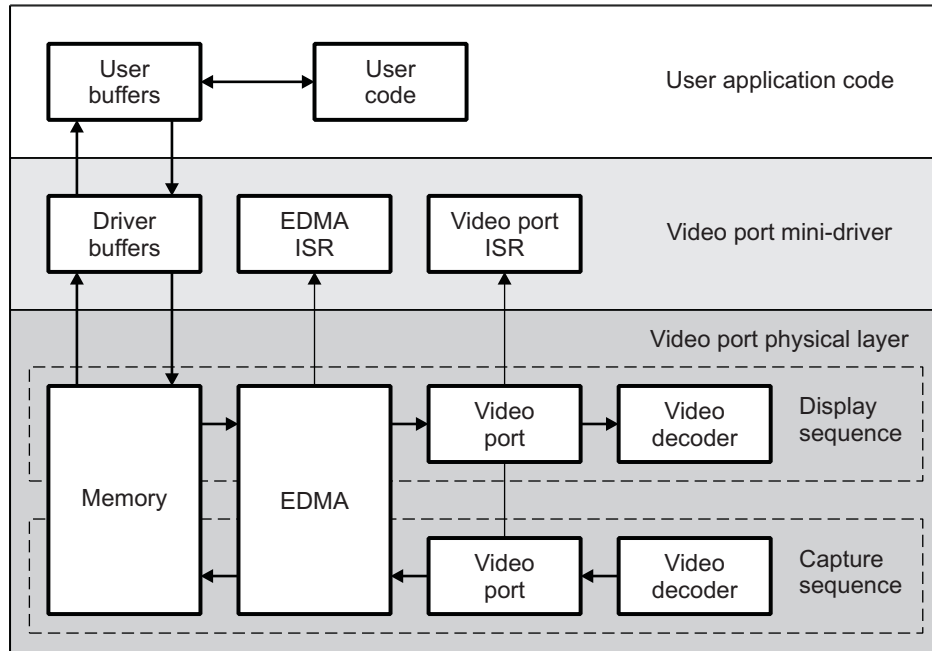 User
buffers
User
code
User application code
Driver
buffers
EDMA
ISR
Video port
ISR
Video port mini-driver
Video port physical layer
Memory
EDMA
Video
port
Video
decoder
Display
sequence
Video
port
Video
decoder
Capture
sequence